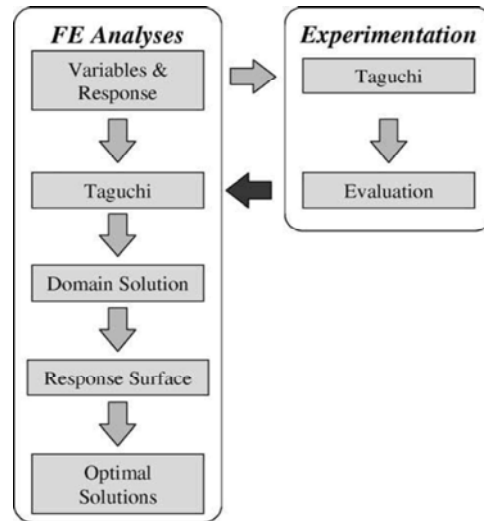 FE Analyses
Variables &
Response
Taguchi
Domain Solution
Response Surface
Optimal
Solutions
Experimentation
Taguchi
Evaluation